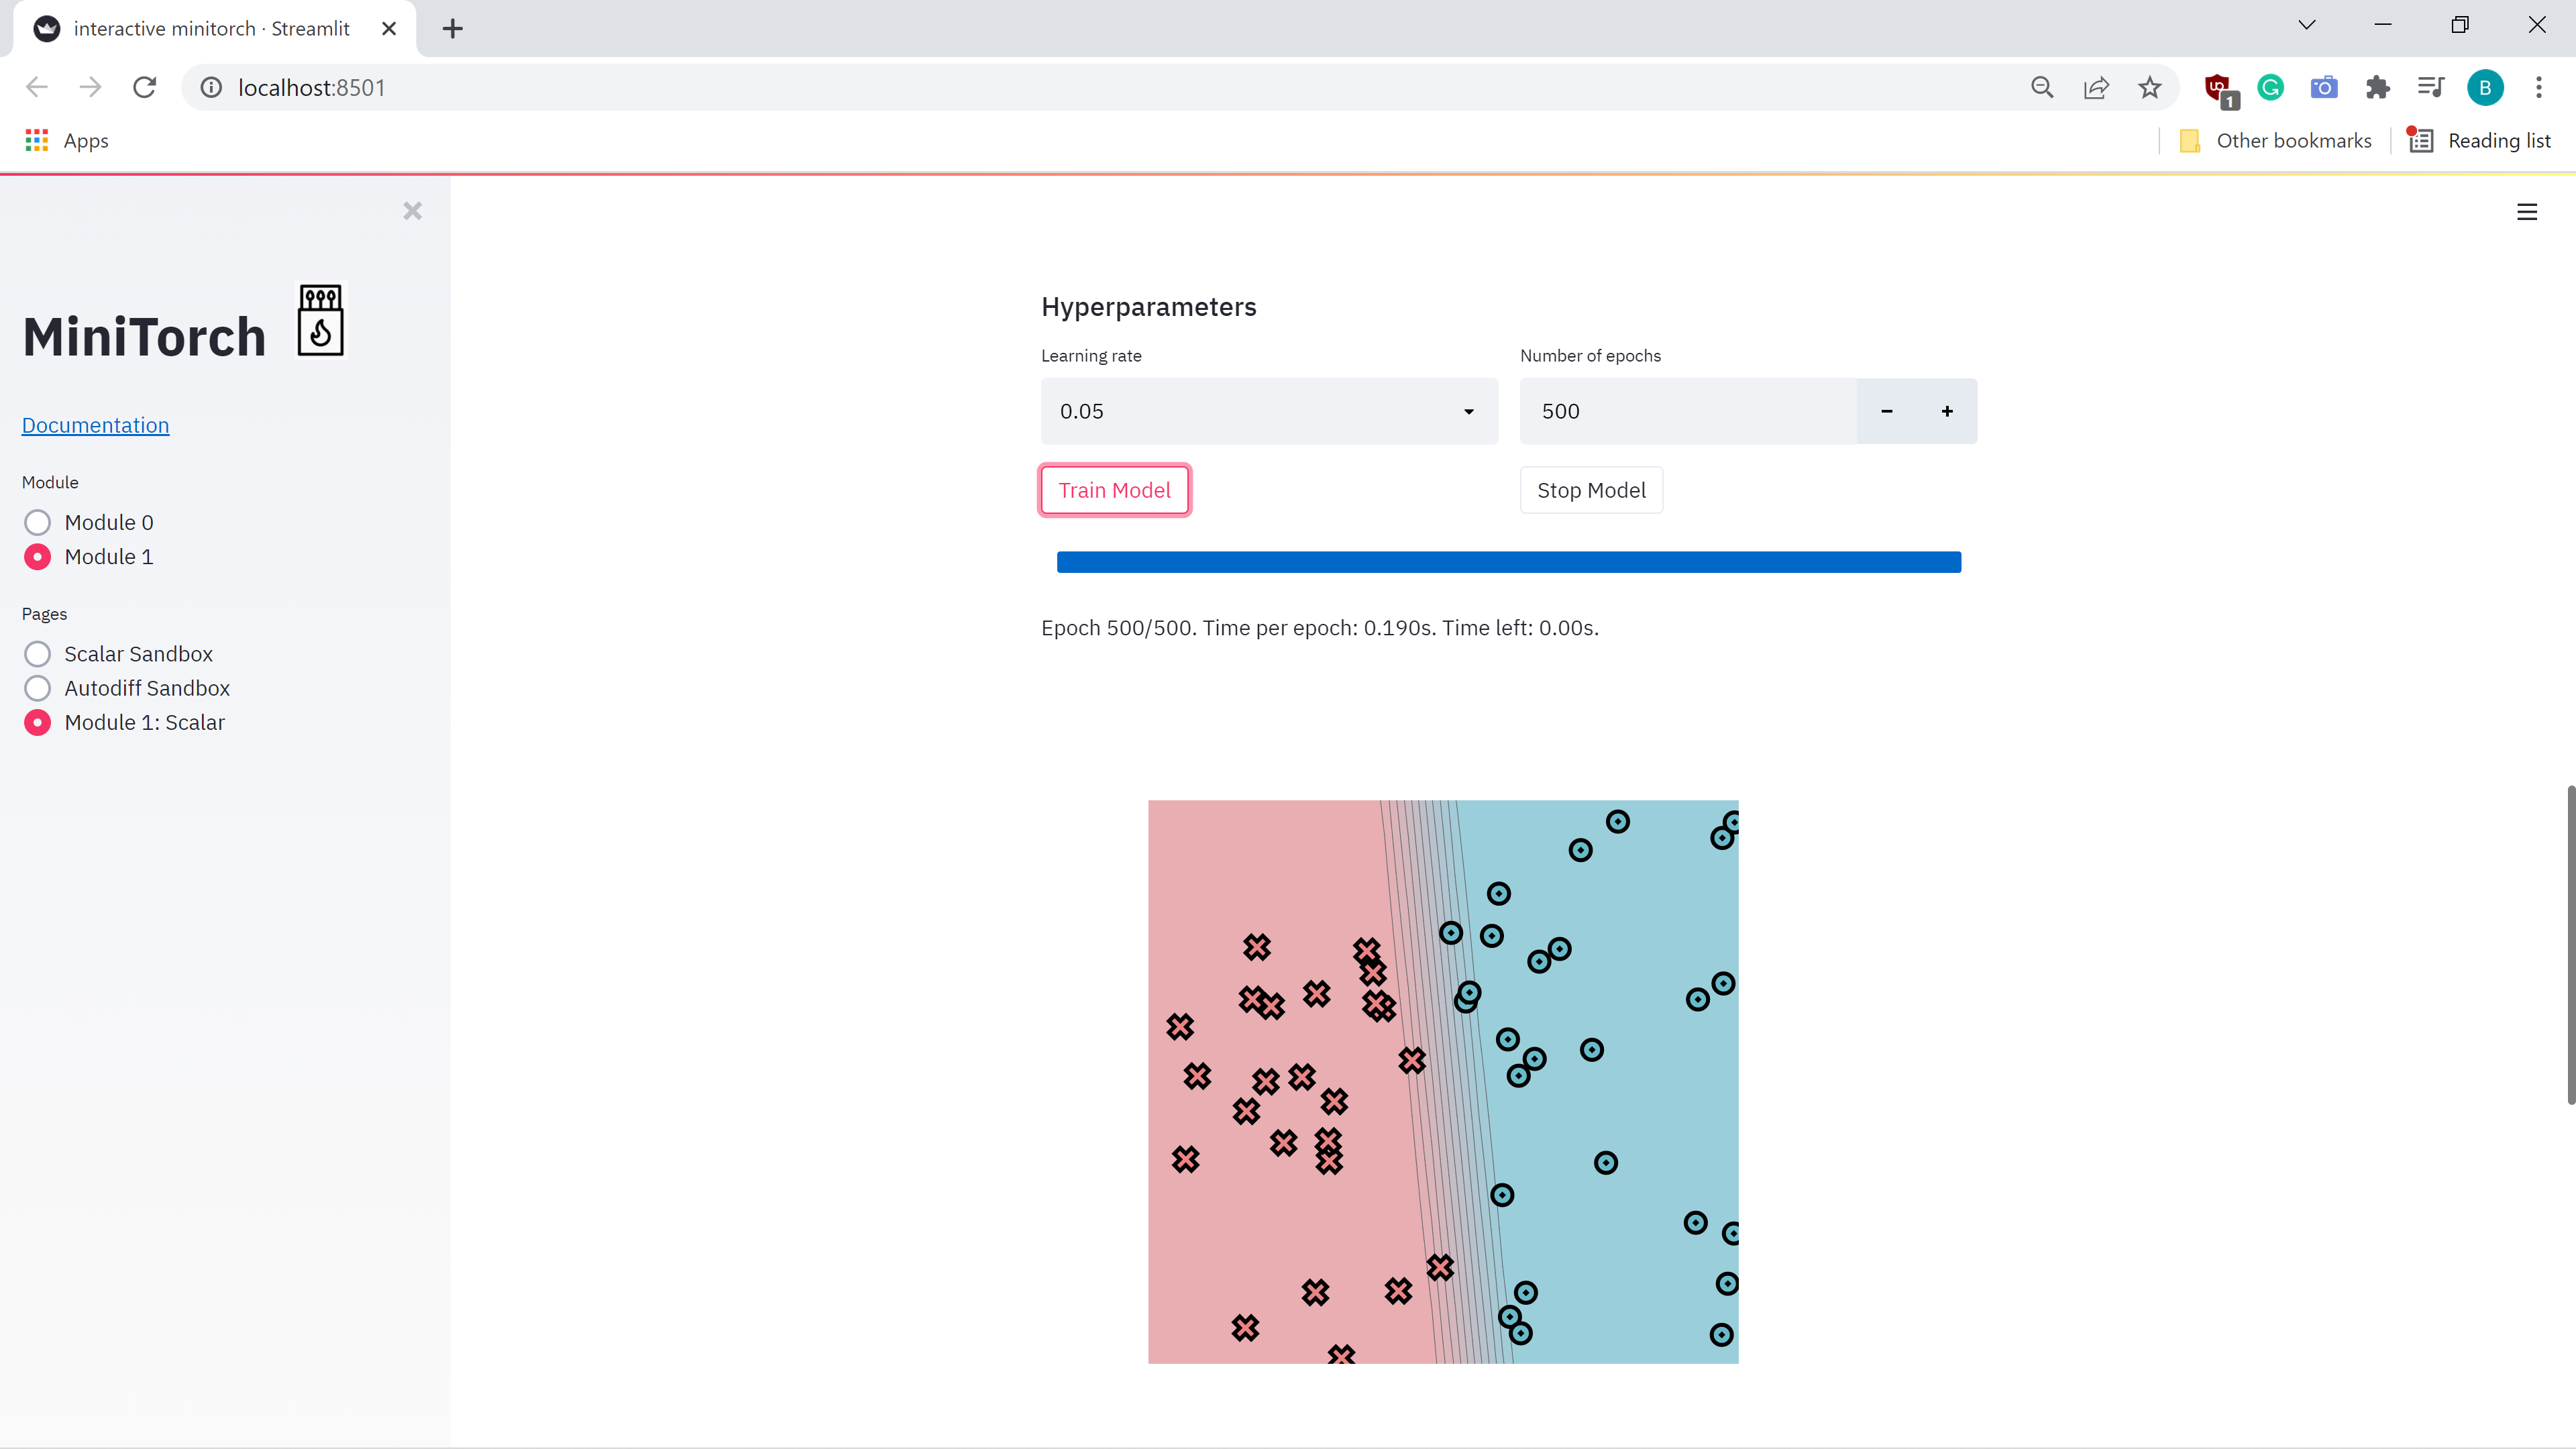 interactive minitorch · Streamlit
localhost:8501
1
B
Apps
Other bookmarks
Reading list
MiniTorch
Documentation
Module
Module 0
Module 1
Pages
Scalar Sandbox
Autodiff Sandbox
Module 1: Scalar
Hyperparameters
Learning rate
Number of epochs
0.05
500
Train Model
Stop Model
Epoch 500/500. Time per epoch: 0.190s. Time left: 0.00s.